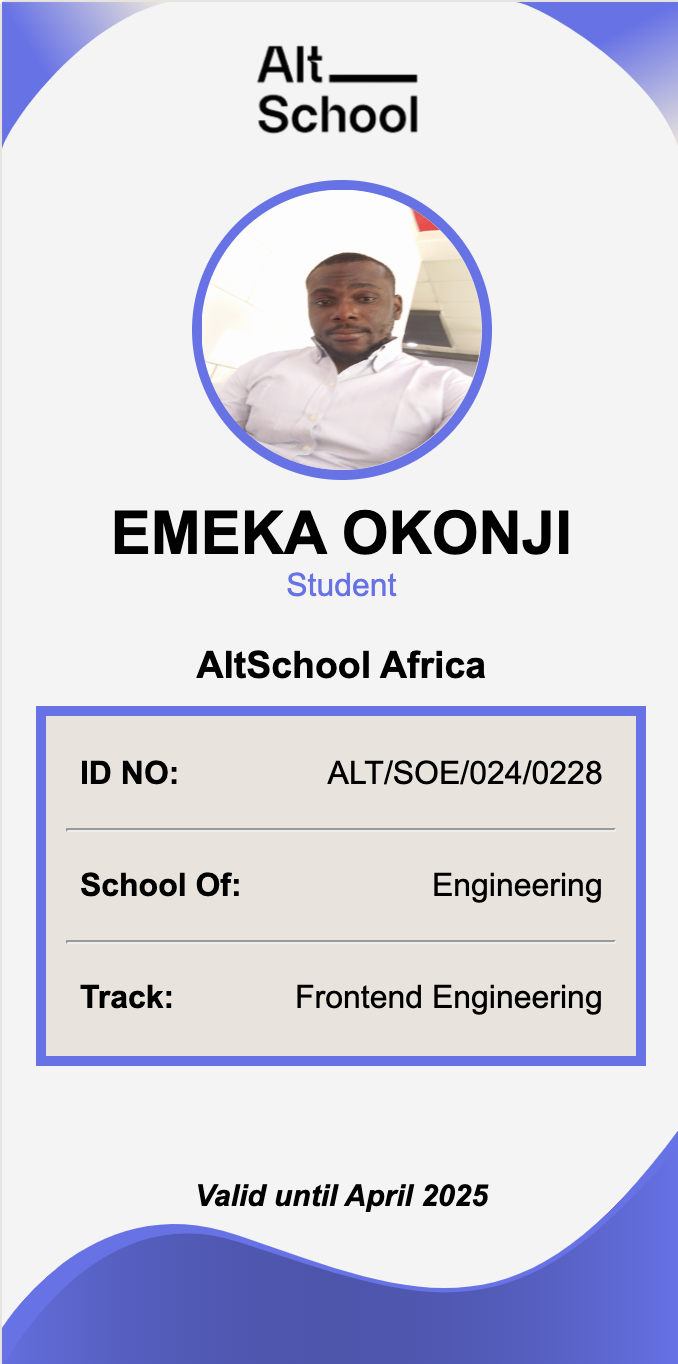 Alt
School
EMEKA OKONJI
Student
AltSchool Africa
ID NO: ALT/SOE/024/0228
School Of: Engineering
Track: Frontend Engineering
Valid until April 2025